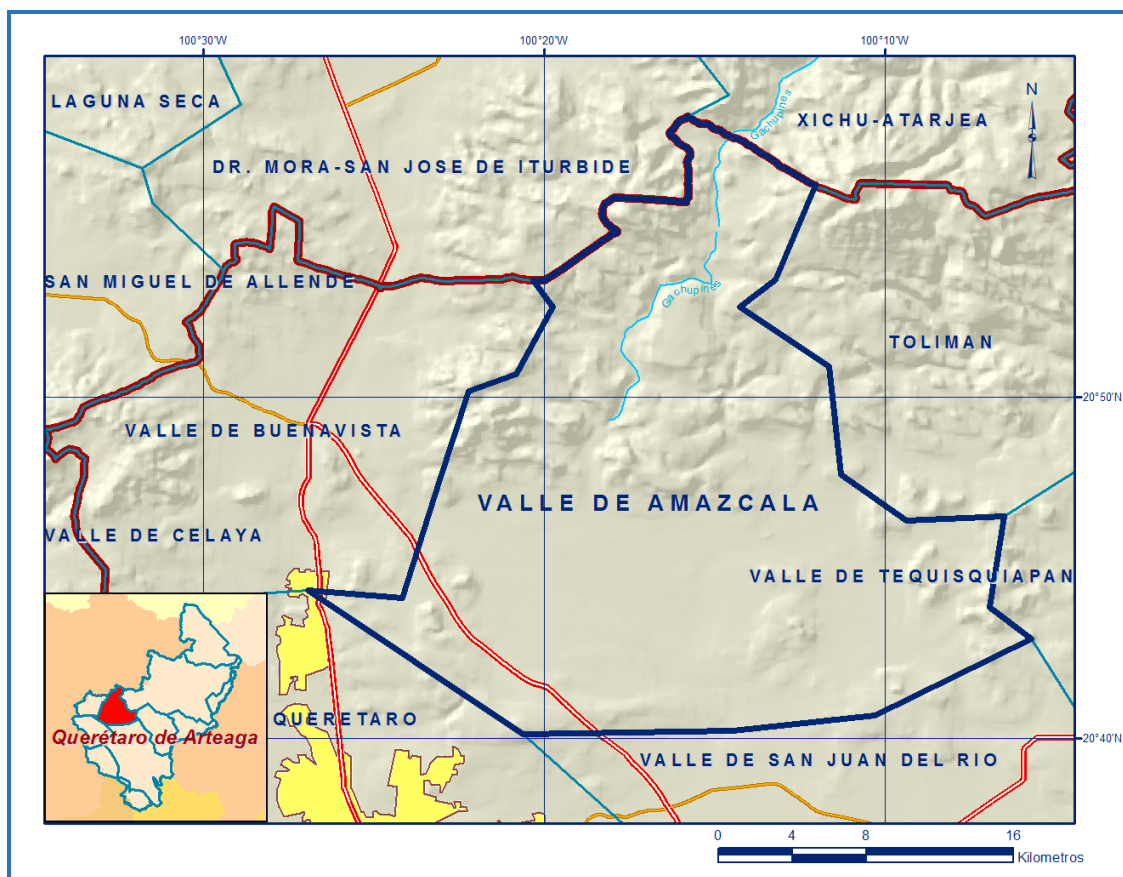 100°30'W 100°20'W 100°10'W
LAGUNA SECA
XICHU-ATARJEA
N
Gachupines
DR. MORA-SAN JOSE DE ITURBIDE
SAN MIGUEL DE ALLENDE
Gachupines
TOLIMAN
20°50'N
VALLE DE BUENAVISTA
VALLE DE AMAZCALA
VALLE DE CELAYA
VALLE DE TEQUISQUIAPAN
QUERETARO
Querétaro de Arteaga
20°40'N
VALLE DE SAN JUAN DEL RIO
0 4 8 16
Kilometros